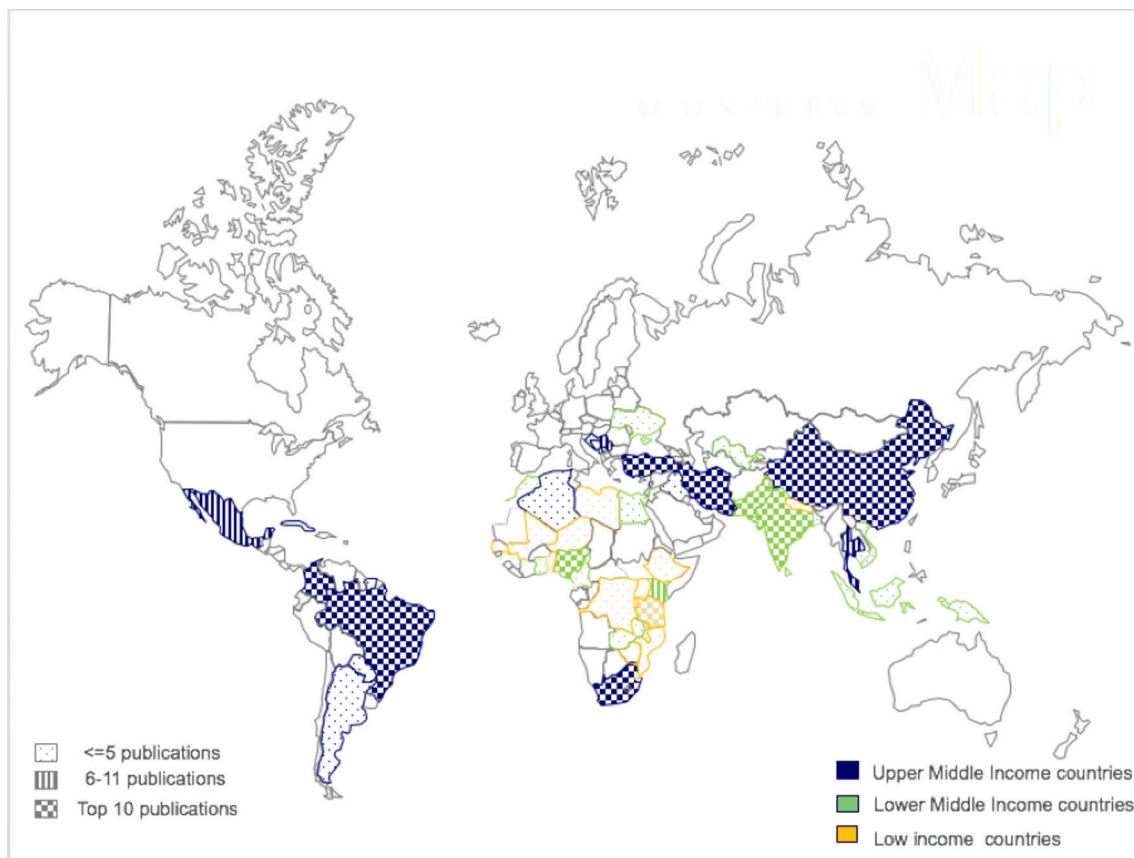 Map
<=5 publications
6-11 publications
Top 10 publications
Upper Middle Income countries
Lower Middle Income countries
Low income countries